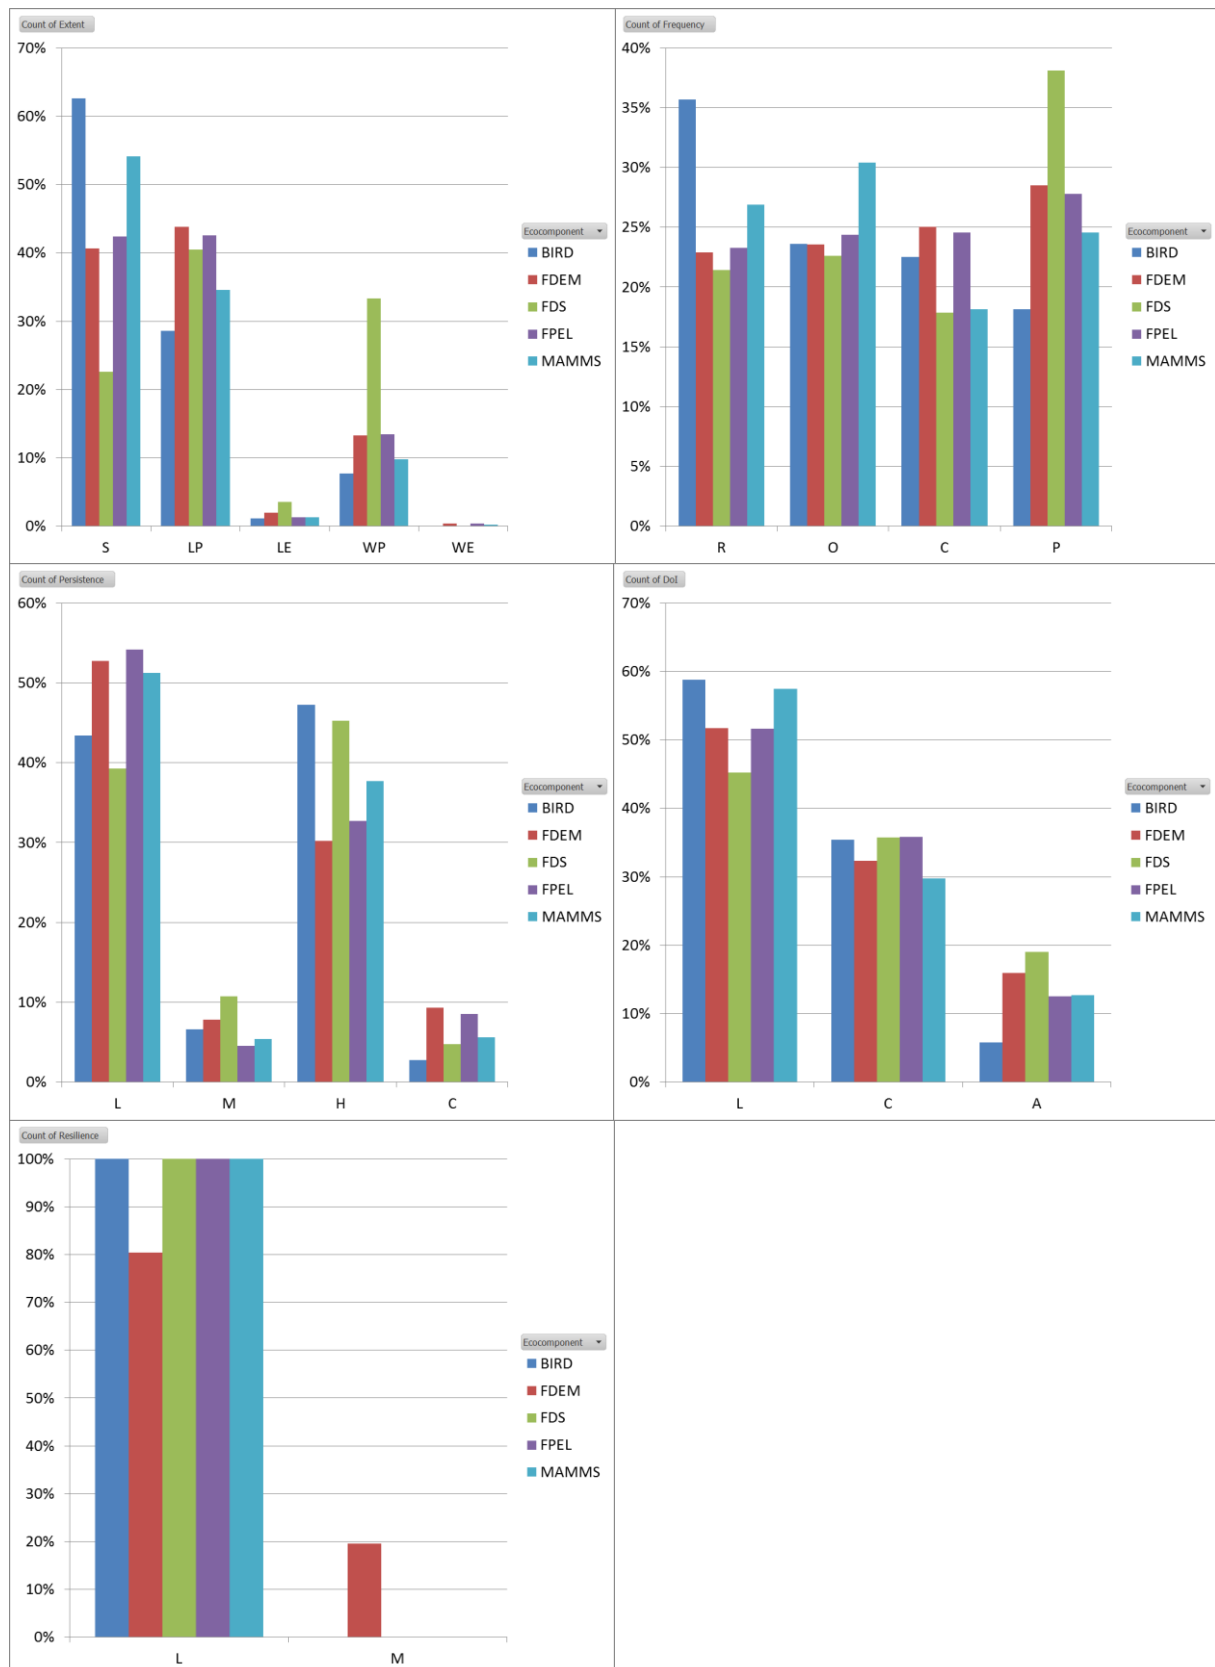 Count of Extent
70%
60%
50%
40%
30%
20%
10%
0%
S LP LE WP WE
Ecocomponent
BIRD
FDEM
FDS
FPEL
MAMMS
Count of Frequency
40%
35%
30%
25%
20%
15%
10%
5%
0%
R O C P
Ecocomponent
BIRD
FDEM
FDS
FPEL
MAMMS
Count of Persistence
60%
50%
40%
30%
20%
10%
0%
L M H C
Ecocomponent
BIRD
FDEM
FDS
FPEL
MAMMS
Count of DoI
70%
60%
50%
40%
30%
20%
10%
0%
L C A
Ecocomponent
BIRD
FDEM
FDS
FPEL
MAMMS
Count of Resilience
100%
90%
80%
70%
60%
50%
40%
30%
20%
10%
0%
L M
Ecocomponent
BIRD
FDEM
FDS
FPEL
MAMMS